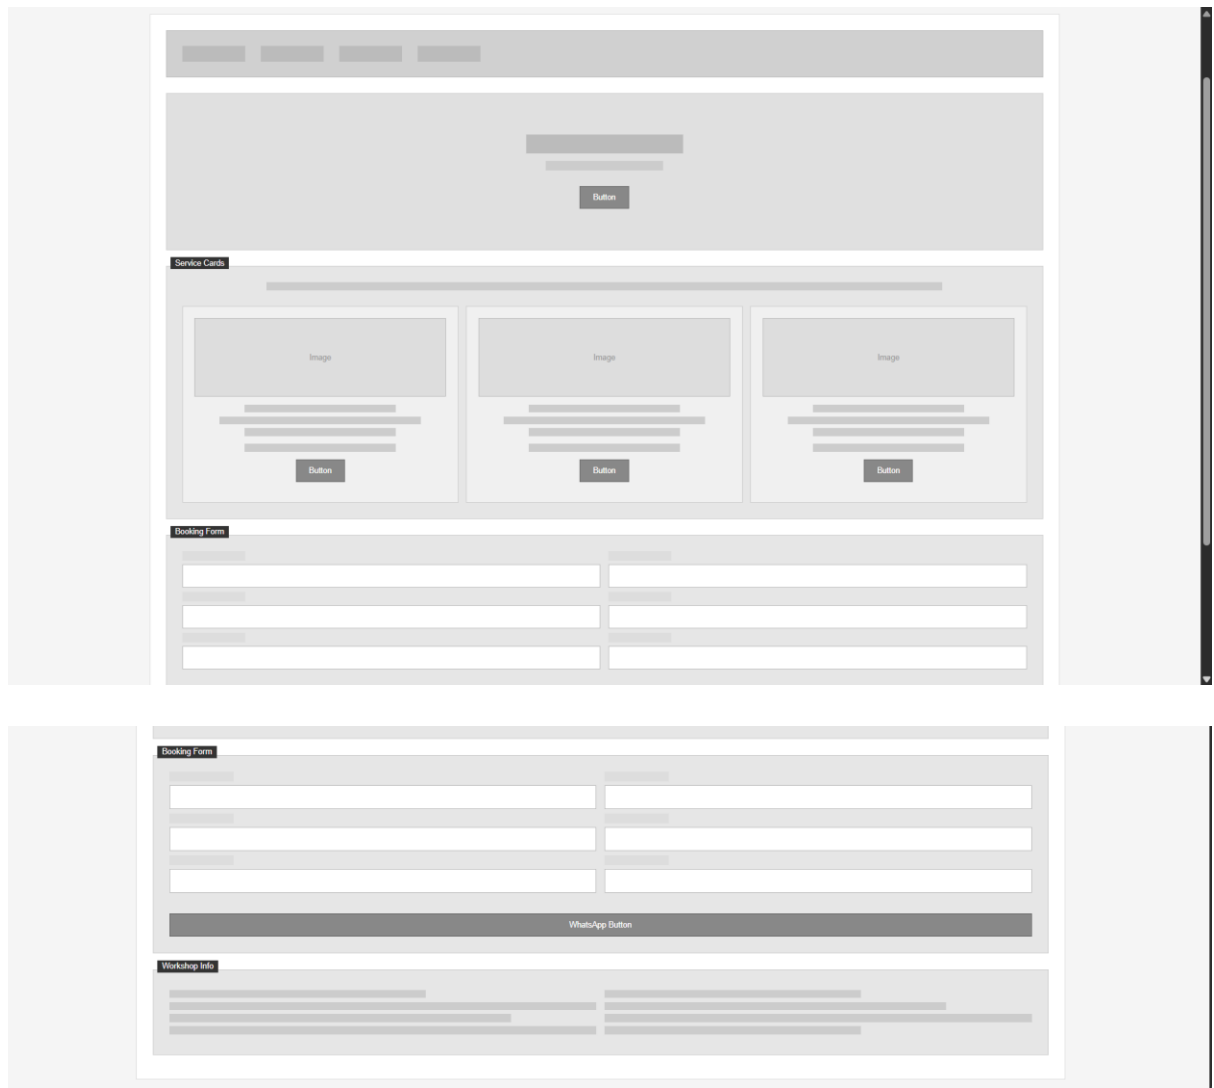 Button
Service Cards
Image
Image
Image
Button
Button
Button
Booking Form
Booking Form
WhatsApp Button
Workshop Info